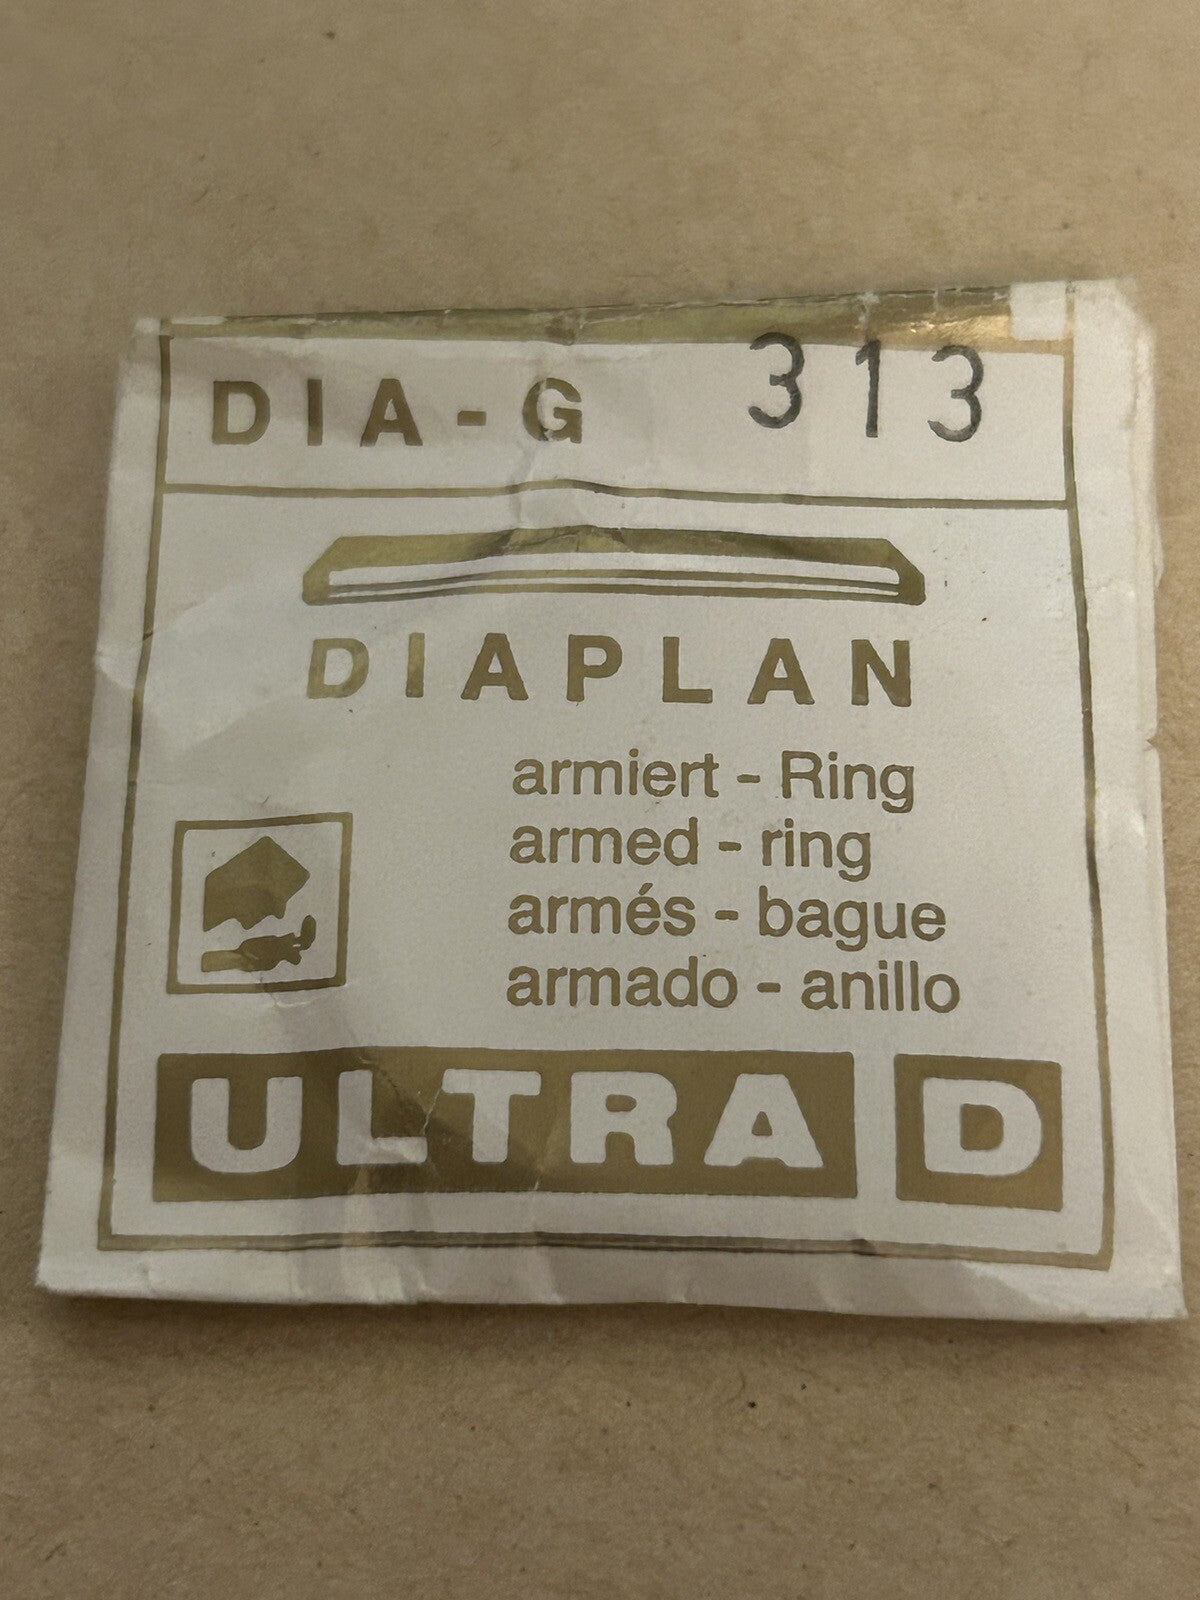 DIA-G 313
DIAPLAN
armiert - Ring
armed - ring
armés - bague
armado - anillo
ULTRA D